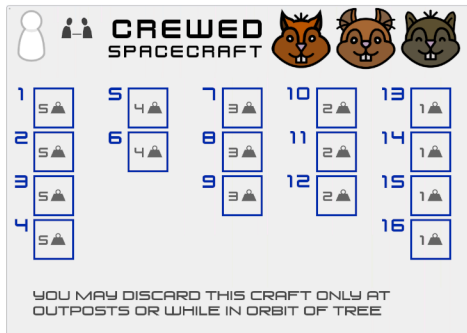 CREWED
SPACECRAFT
1 5 5 4 7 3 10 2 13 1
2 5 6 4 8 3 11 2 14 1
3 5 9 3 12 2 15 1
4 5 16 1
YOU MAY DISCARD THIS CRAFT ONLY AT
OUTPOSTS OR WHILE IN ORBIT OF TREE